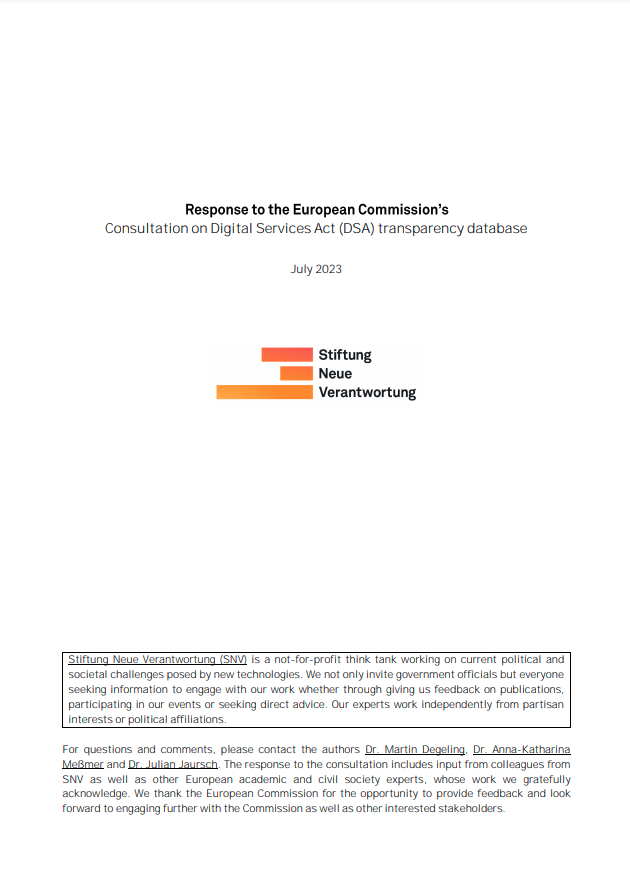 Response to the European Commission's
Consultation on Digital Services Act (DSA) transparency database
July 2023
Stiftung
Neue
Verantwortung
Stiftung Neue Verantwortung (SNV) is a not-for-profit think tank working on current political and
societal challenges posed by new technologies. We not only invite government officials but everyone
seeking information to engage with our work whether through giving us feedback on publications,
participating in our events or seeking direct advice. Our experts work independently from partisan
interests or political affiliations.
For questions and comments, please contact the authors Dr. Martin Degeling, Dr. Anna-Katharina
Meßmer and Dr. Julian Jaursch. The response to the consultation includes input from colleagues from
SNV as well as other European academic and civil society experts, whose work we gratefully
acknowledge. We thank the European Commission for the opportunity to provide feedback and look
forward to engaging further with the Commission as well as other interested stakeholders.